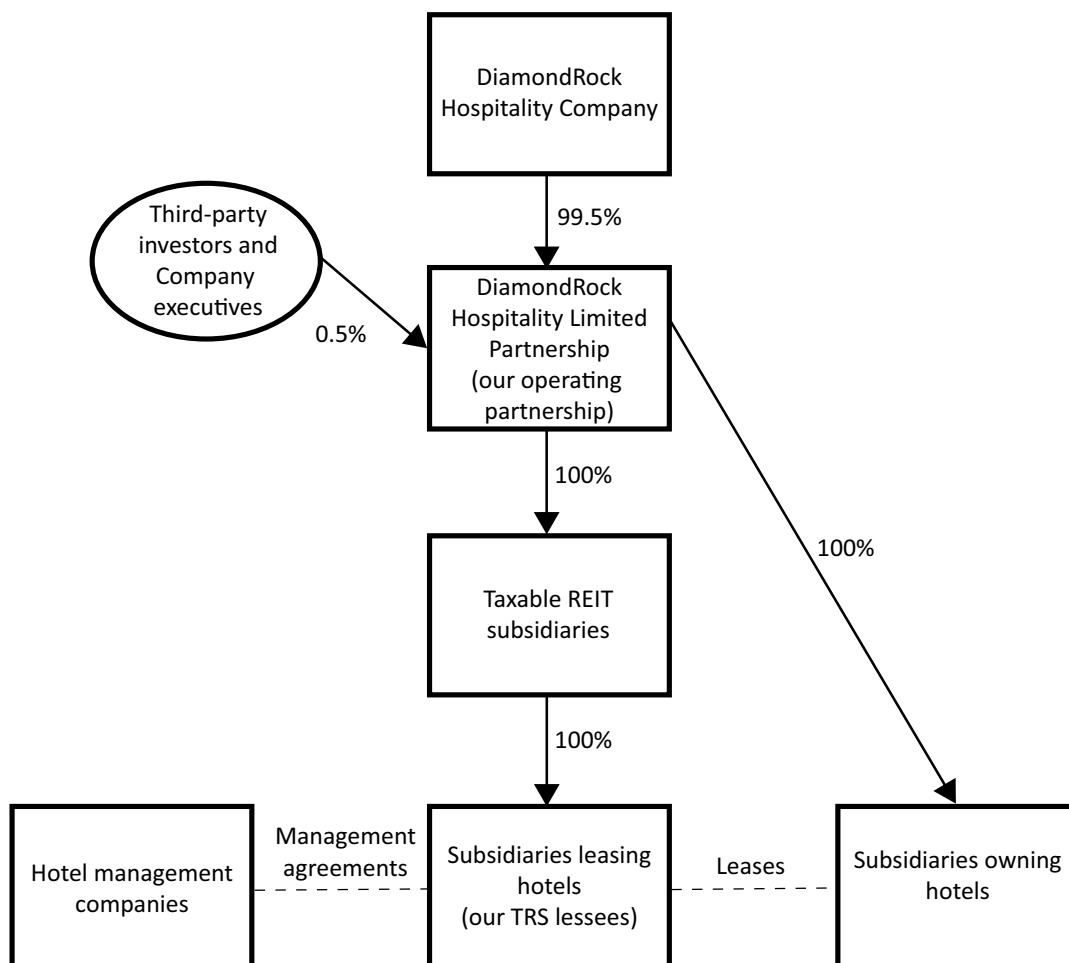 DiamondRock
Hospitality Company
99.5%
Third-party
investors and
Company
executives
0.5%
DiamondRock
Hospitality Limited
Partnership
(our operating
partnership)
100%
100%
Taxable REIT
subsidiaries
100%
Hotel management
companies
Management
agreements
Subsidiaries leasing
hotels
(our TRS lessees)
Leases
Subsidiaries owning
hotels